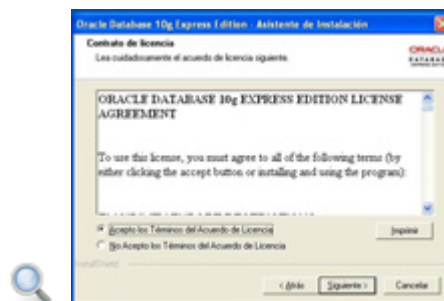 Oracle Database 10g Express Edition - Asistente de Instalación
Contrato de licencia
Lea cuidadosamente el acuerdo de licencia siguiente.
ORACLE
DATABASE
ORACLE DATABASE 10g EXPRESS EDITION LICENSE
AGREEMENT
To use this license, you must agree to all of the following terms (by
either clicking the accept button or installing and using the program):
Acepto los Términos del Acuerdo de Licencia
Imprimir
No Acepto los Términos del Acuerdo de Licencia
InstallShield
< Atrás
Siguiente >
Cancelar